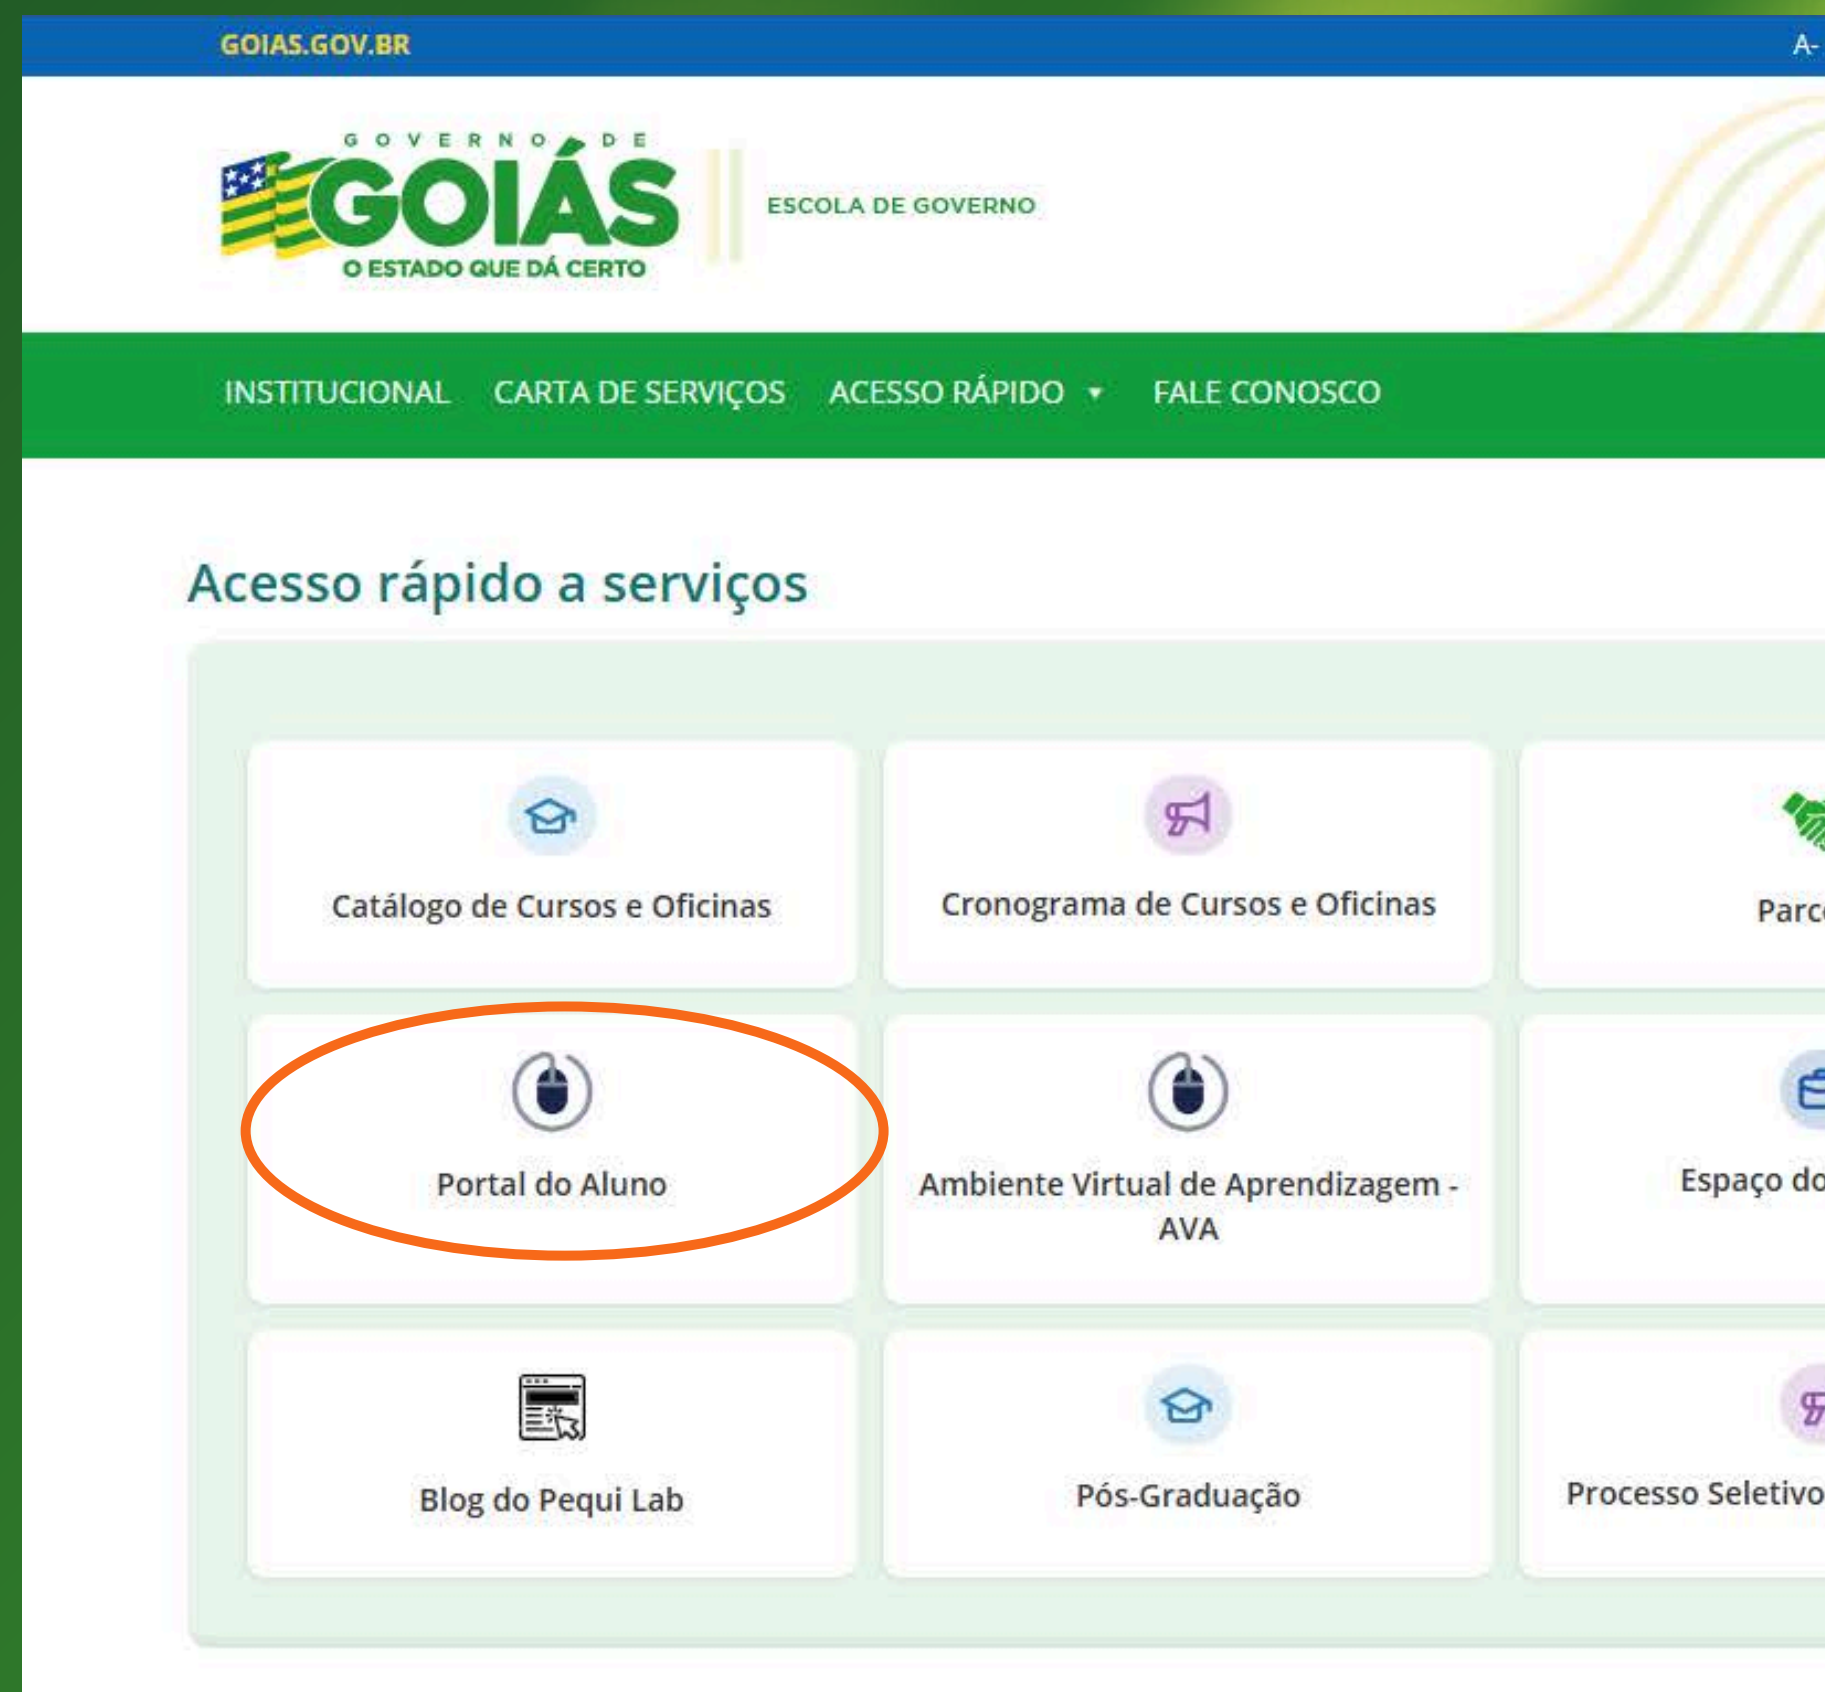 GOIAS.GOV.BR
A-
GOVERNO DE
GOIÁS
O ESTADO QUE DÁ CERTO
ESCOLA DE GOVERNO
INSTITUCIONAL CARTA DE SERVIÇOS ACESSO RÁPIDO FALE CONOSCO
Acesso rápido a serviços
Catálogo de Cursos e Oficinas
Cronograma de Cursos e Oficinas
Portal do Aluno
Ambiente Virtual de Aprendizagem -
AVA
Espaço do
Blog do Pequi Lab
Pós-Graduação
Processo Seletivo